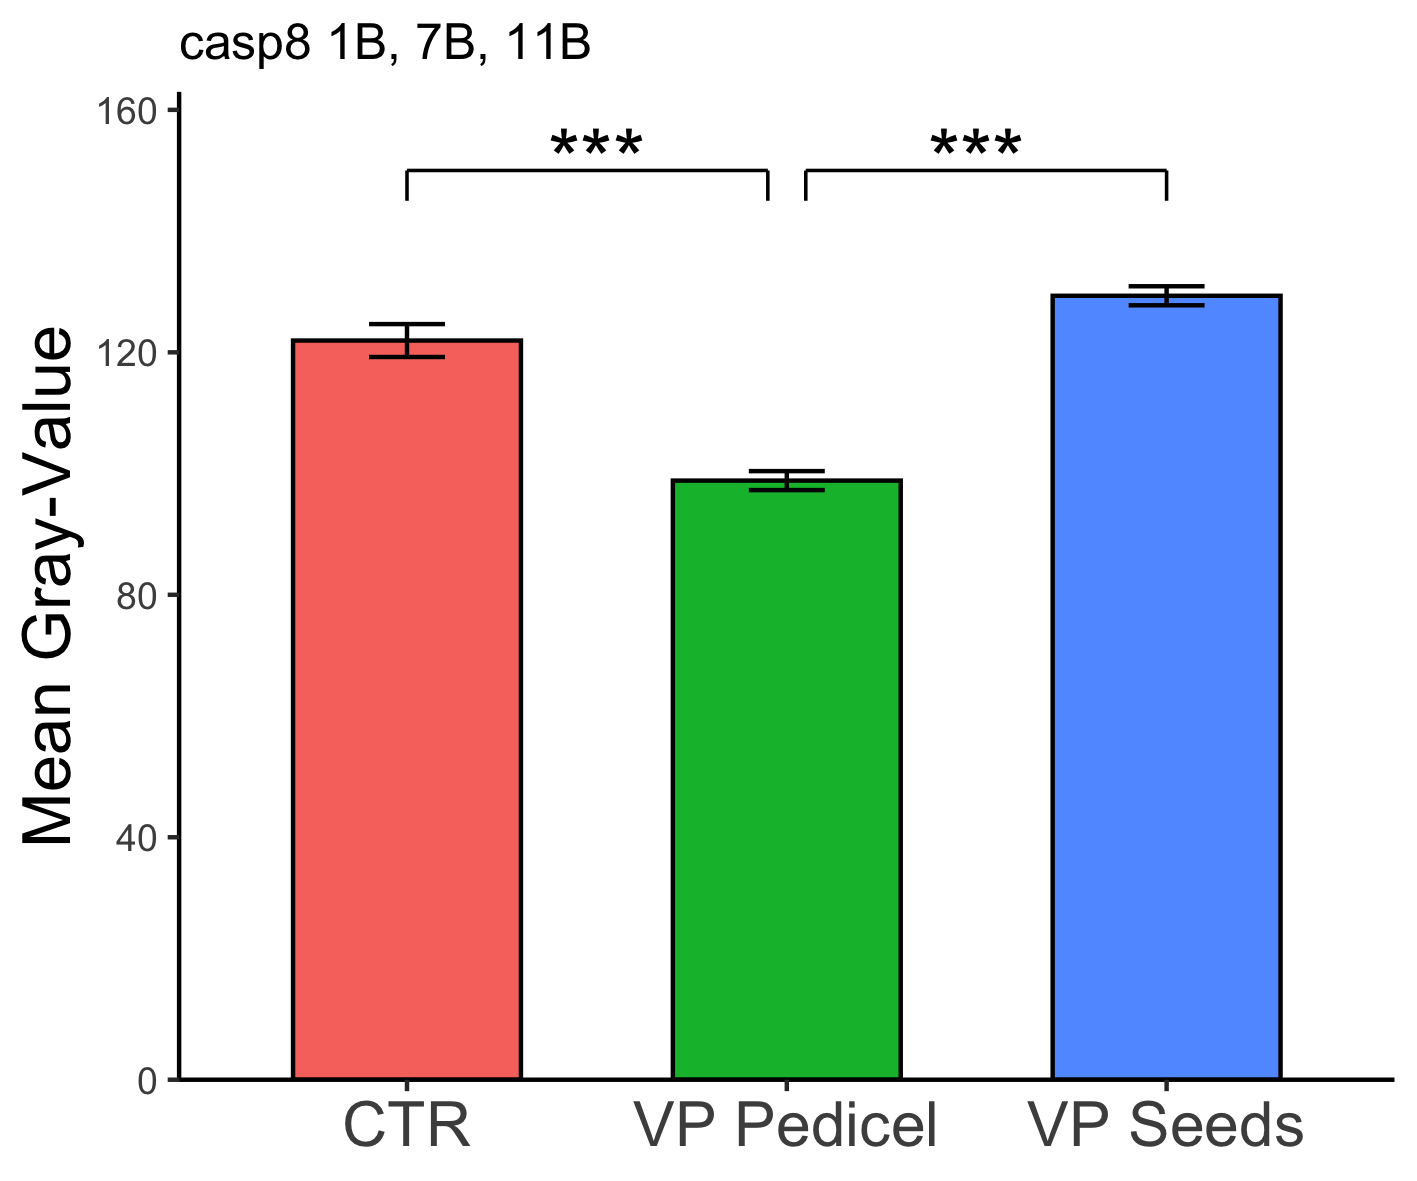 casp8 1B, 7B, 11B
160
120
80
40
0
Mean Gray-Value
*** ***
CTR VP Pedicel VP Seeds